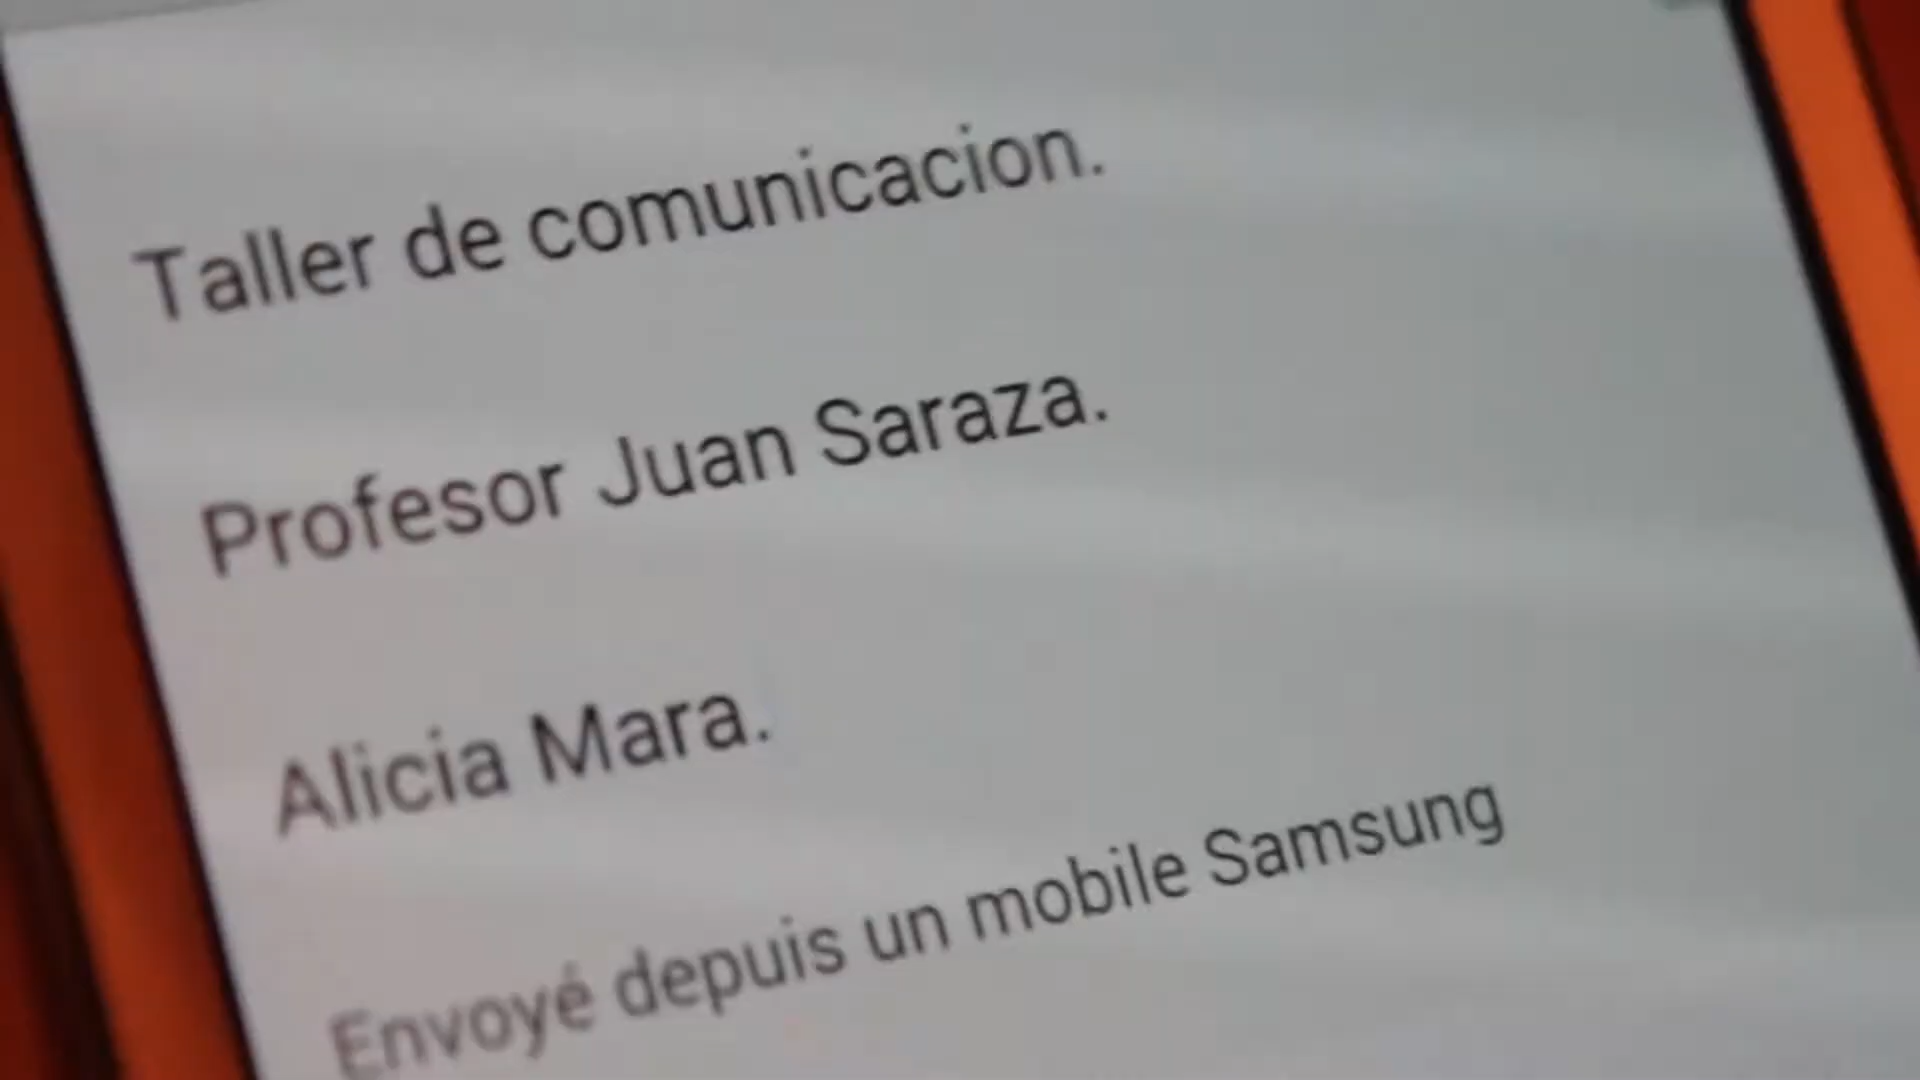 Taller de comunicacion.
Profesor Juan Saraza.
Alicia Mara.
Envoyé depuis un mobile Samsung